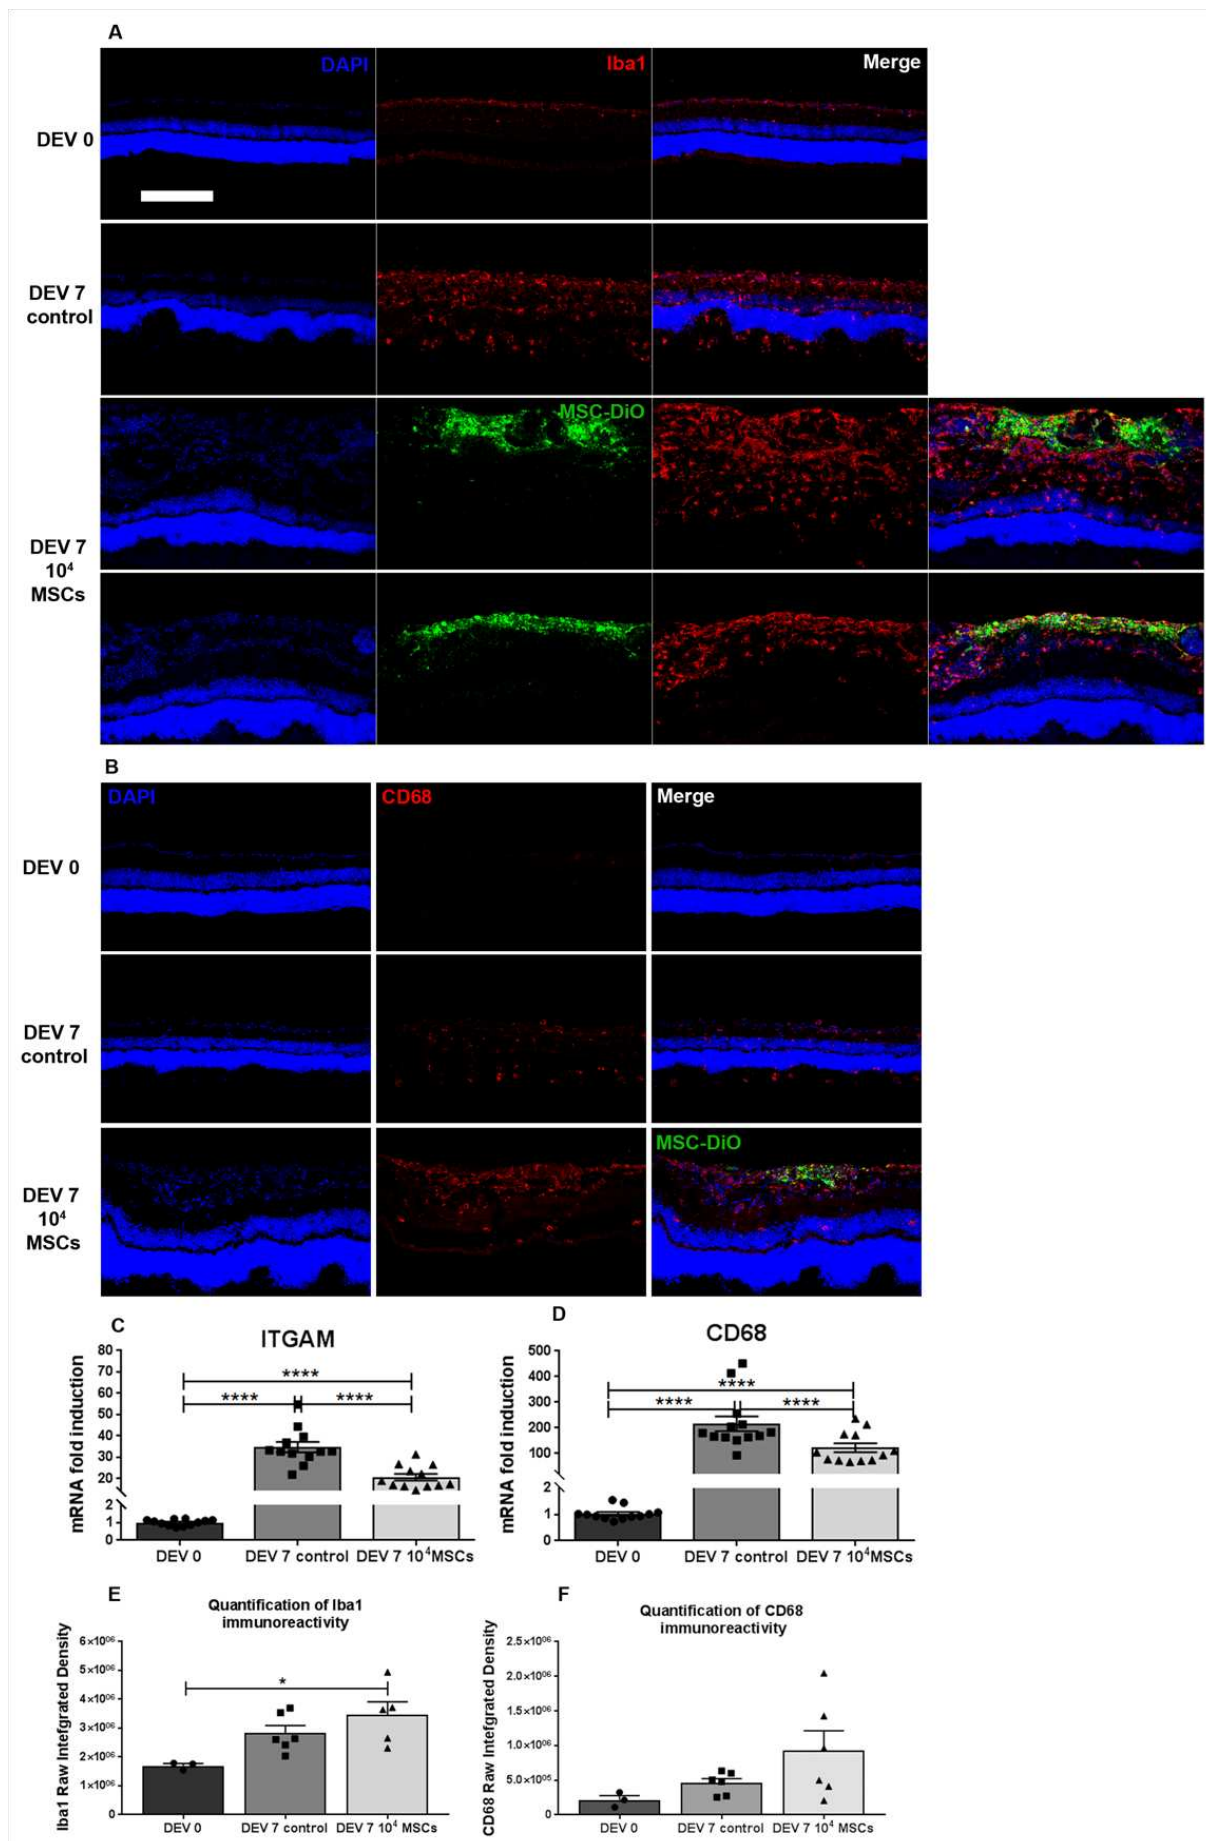 A
DAPI
Iba1
Merge
DEV 0
DEV 7
control
MSC-DiO
DEV 7
10⁴
MSCs
B
DAPI
CD68
Merge
DEV 0
DEV 7
control
MSC-DiO
DEV 7
10⁴
MSCs
C
ITGAM
mRNA fold induction
80
70
60
50
40
30
20
2
1
0
****
**** ****
DEV 0 DEV 7 control DEV 7 10⁴MSCs
D
CD68
mRNA fold induction
500
400
300
200
100
2
1
0
****
**** ****
DEV 0 DEV 7 control DEV 7 10⁴MSCs
E
Quantification of Iba1
immunoreactivity
Iba1 Raw Intefgrated Density
6×10⁰⁶
5×10⁰⁶
4×10⁰⁶
3×10⁰⁶
2×10⁰⁶
1×10⁰⁶
0
*
DEV 0 DEV 7 control DEV 7 10⁴ MSCs
F
Quantification of CD68
immunoreactivity
CD68 Raw Intefgrated Density
2.5×10⁰⁶
2.0×10⁰⁶
1.5×10⁰⁶
1.0×10⁰⁶
5.0×10⁰⁵
0
DEV 0 DEV 7 control DEV 7 10⁴ MSCs